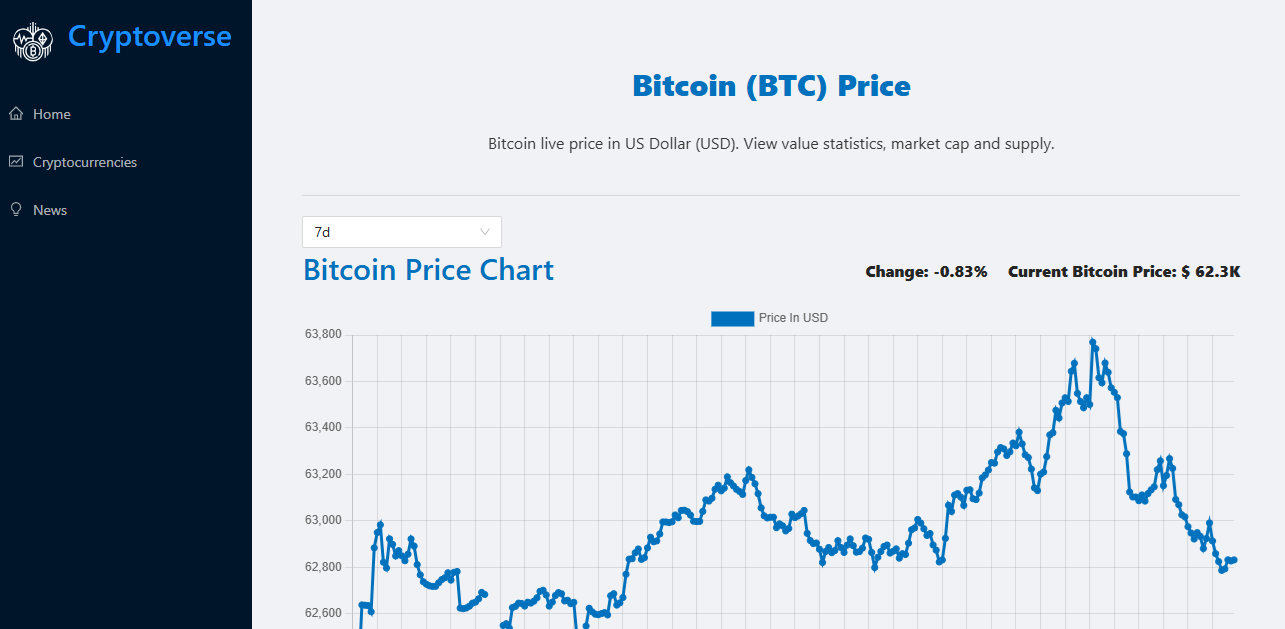 Cryptoverse
Home
Cryptocurrencies
News
Bitcoin (BTC) Price
Bitcoin live price in US Dollar (USD). View value statistics, market cap and supply.
7d
Bitcoin Price Chart
Change: -0.83%
Current Bitcoin Price: $ 62.3K
Price In USD
63,800
63,600
63,400
63,200
63,000
62,800
62,600